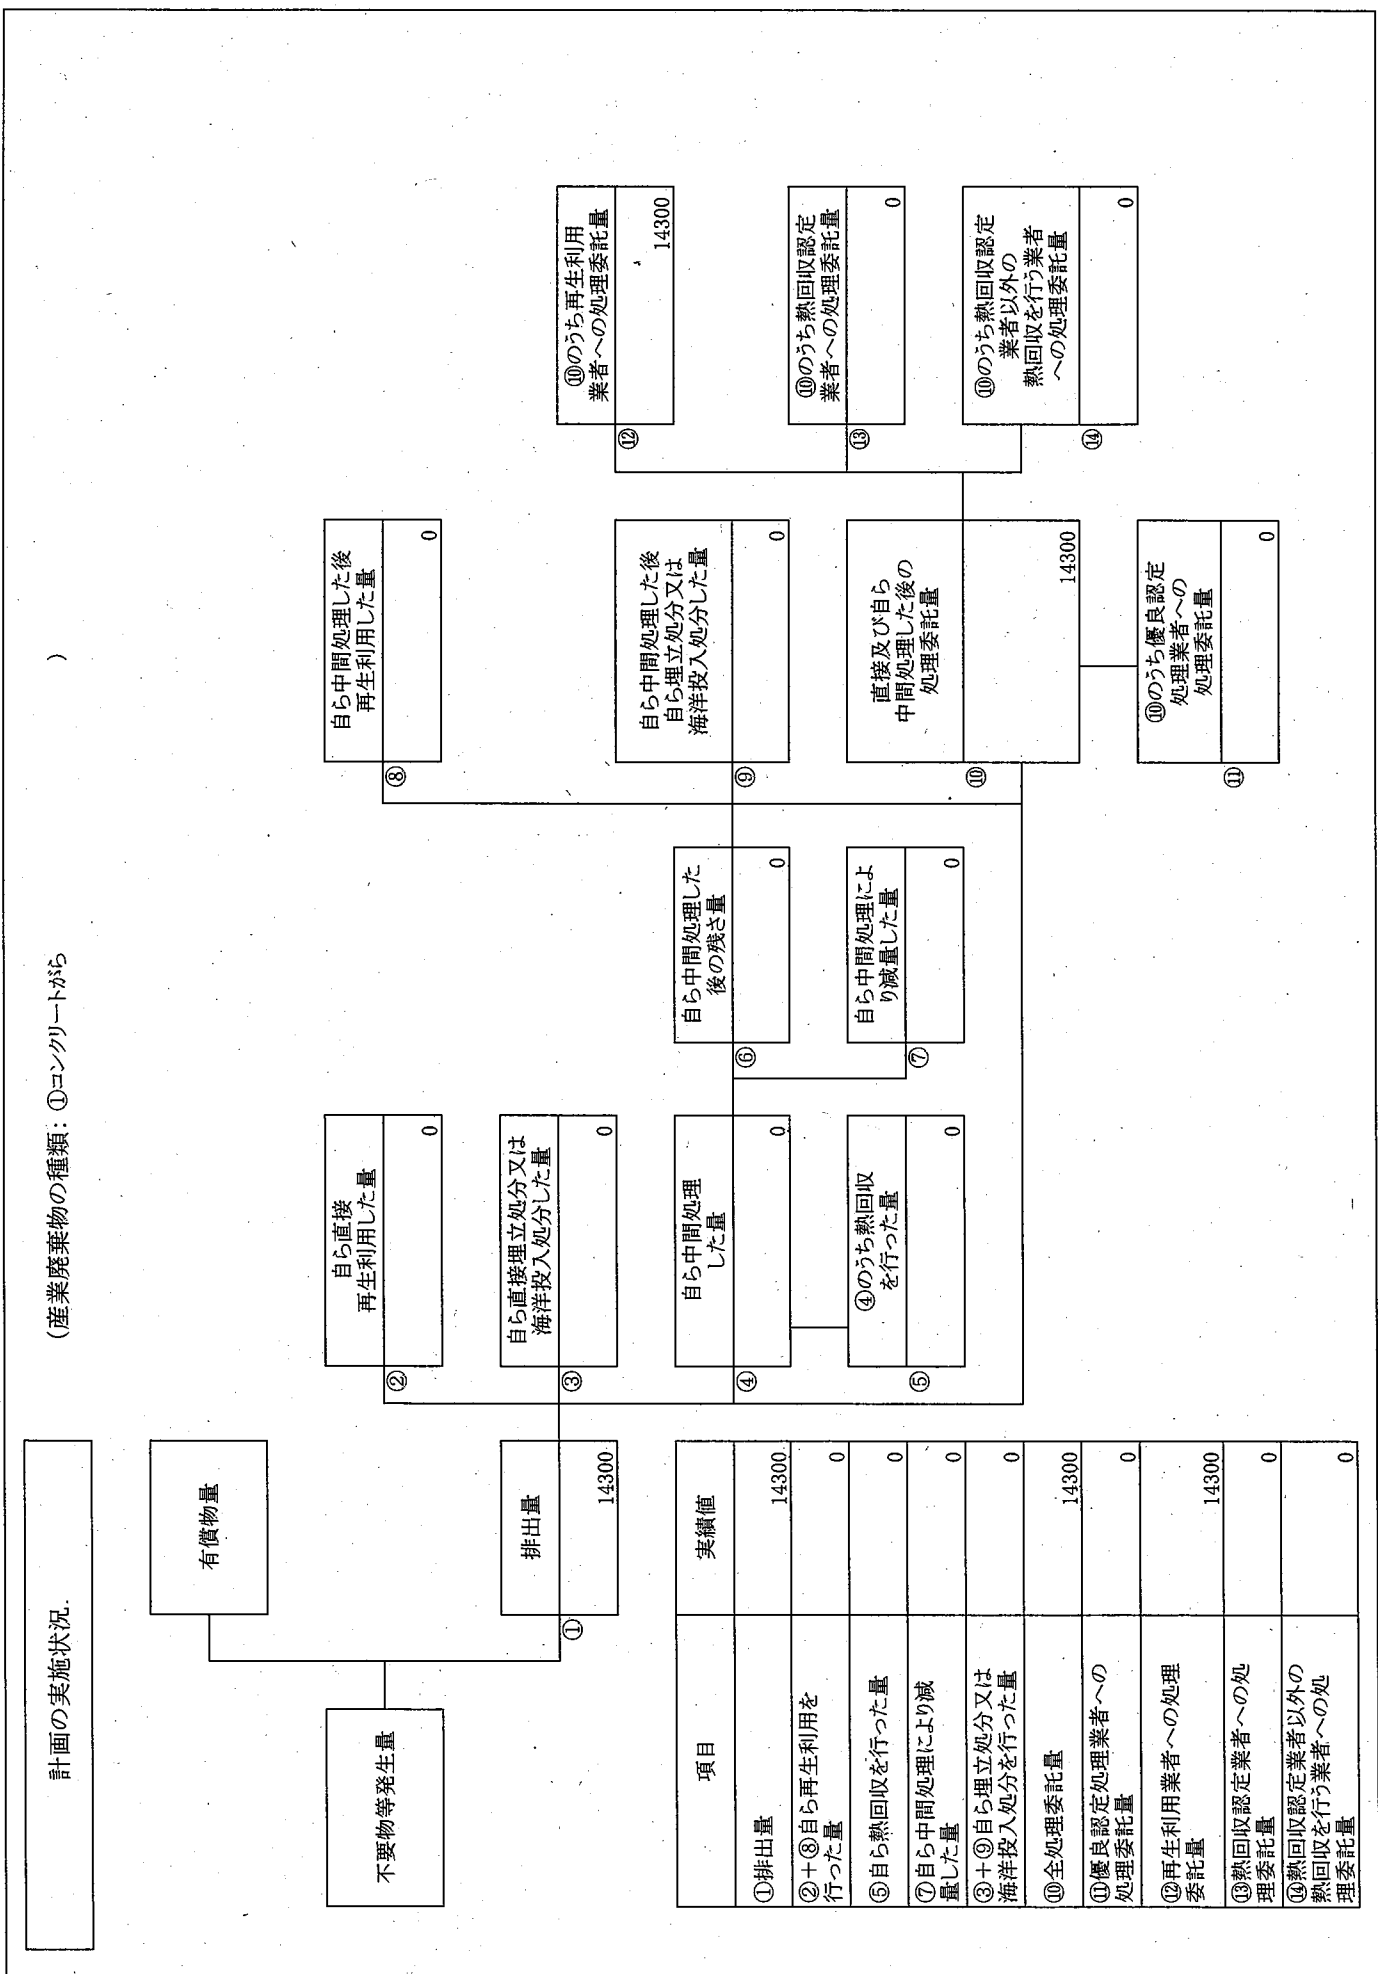 計画の実施状況.
(産業廃棄物の種類：①コンクリートがら　)
不要物等発生量
有償物量
排出量
①
14300
自ら直接
再生利用した量
②
0
自ら直接埋立処分又は
海洋投入処分した量
③
0
自ら中間処理
した量
④
0
④のうち熱回収
を行った量
⑤
0
自ら中間処理した
後の残さ量
⑥
0
自ら中間処理によ
り減量した量
⑦
0
自ら中間処理した後
再生利用した量
⑧
0
自ら中間処理した後
自ら埋立処分又は
海洋投入処分した量
⑨
0
直接及び自ら
中間処理した後の
処理委託量
⑩
14300
⑩のうち優良認定
処理業者への
処理委託量
⑪
0
⑩のうち再生利用
業者への処理委託量
⑫
14300
⑩のうち熱回収認定
業者への処理委託量
⑬
0
⑩のうち熱回収認定
業者以外の
熱回収を行う業者
への処理委託量
⑭
0
項目　実績値
①排出量　14300
②＋⑧自ら再生利用を
行った量　0
⑤自ら熱回収を行った量　0
⑦自ら中間処理により減
量した量　0
③＋⑨自ら埋立処分又は
海洋投入処分を行った量　0
⑩全処理委託量　14300
⑪優良認定処理業者への
処理委託量　0
⑫再生利用業者への処理
委託量　14300
⑬熱回収認定業者への処
理委託量　0
⑭熱回収認定業者以外の
熱回収を行う業者への処
理委託量　0